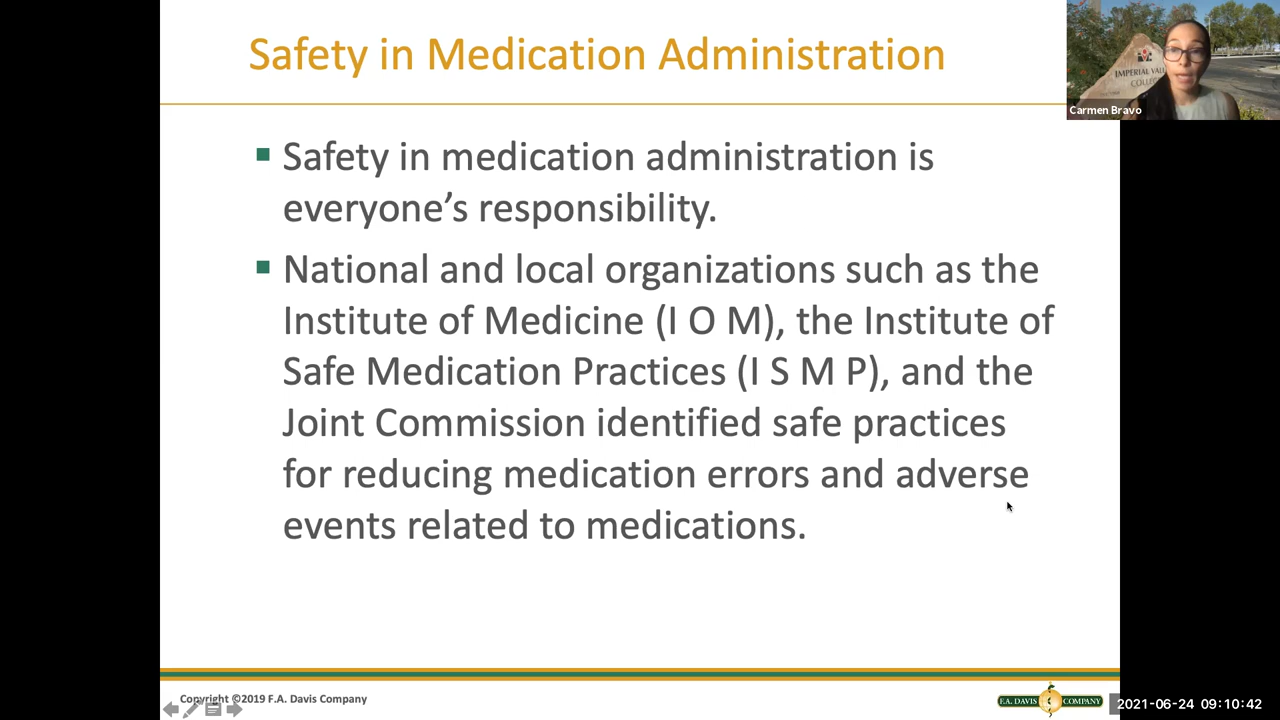 Safety in Medication Administration
IMPERIAL VAL
COLLEG
Carmen Bravo
▪ Safety in medication administration is
everyone's responsibility.
▪ National and local organizations such as the
Institute of Medicine (I O M), the Institute of
Safe Medication Practices (I S M P), and the
Joint Commission identified safe practices
for reducing medication errors and adverse
events related to medications.
Copyright ©2019 F.A. Davis Company
F.A. DAVIS COMPANY
2021-06-24 09:10:42